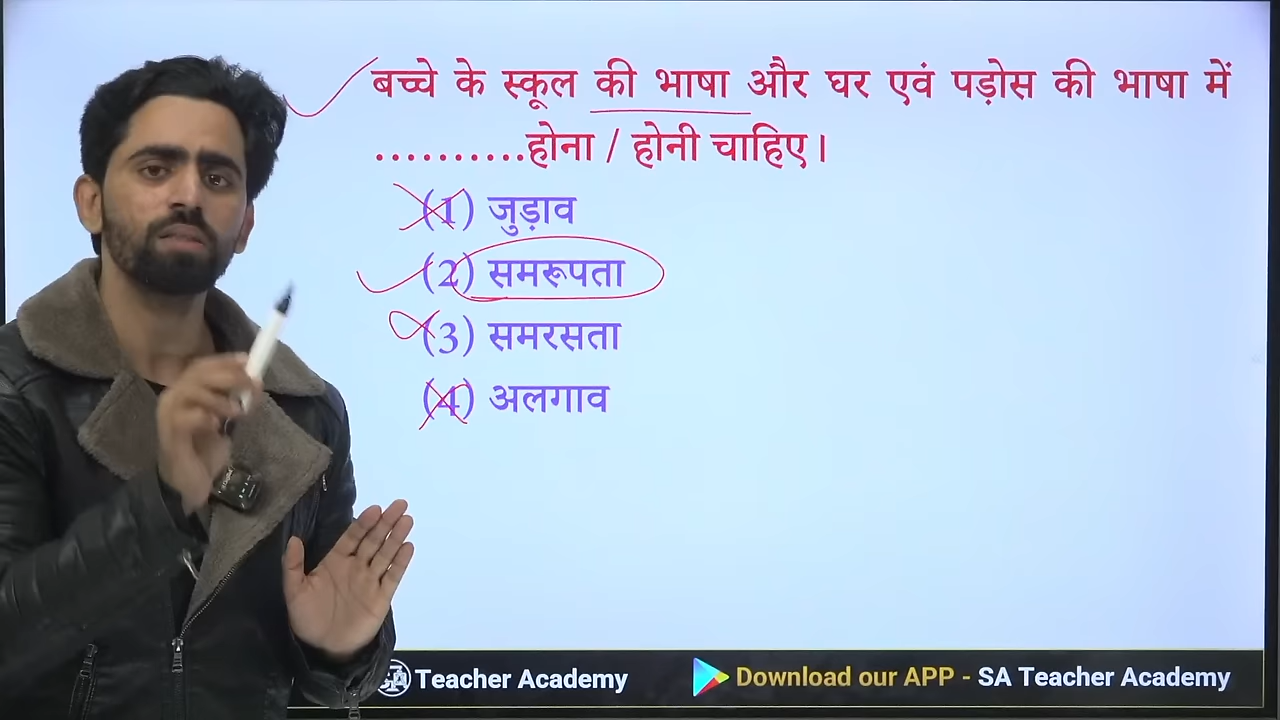 बच्चे के स्कूल की भाषा और घर एवं पड़ोस की भाषा में
..........होना / होनी चाहिए।
(1) जुड़ाव
(2) समरूपता
(3) समरसता
(4) अलगाव
SA Teacher Academy
Download our APP - SA Teacher Academy